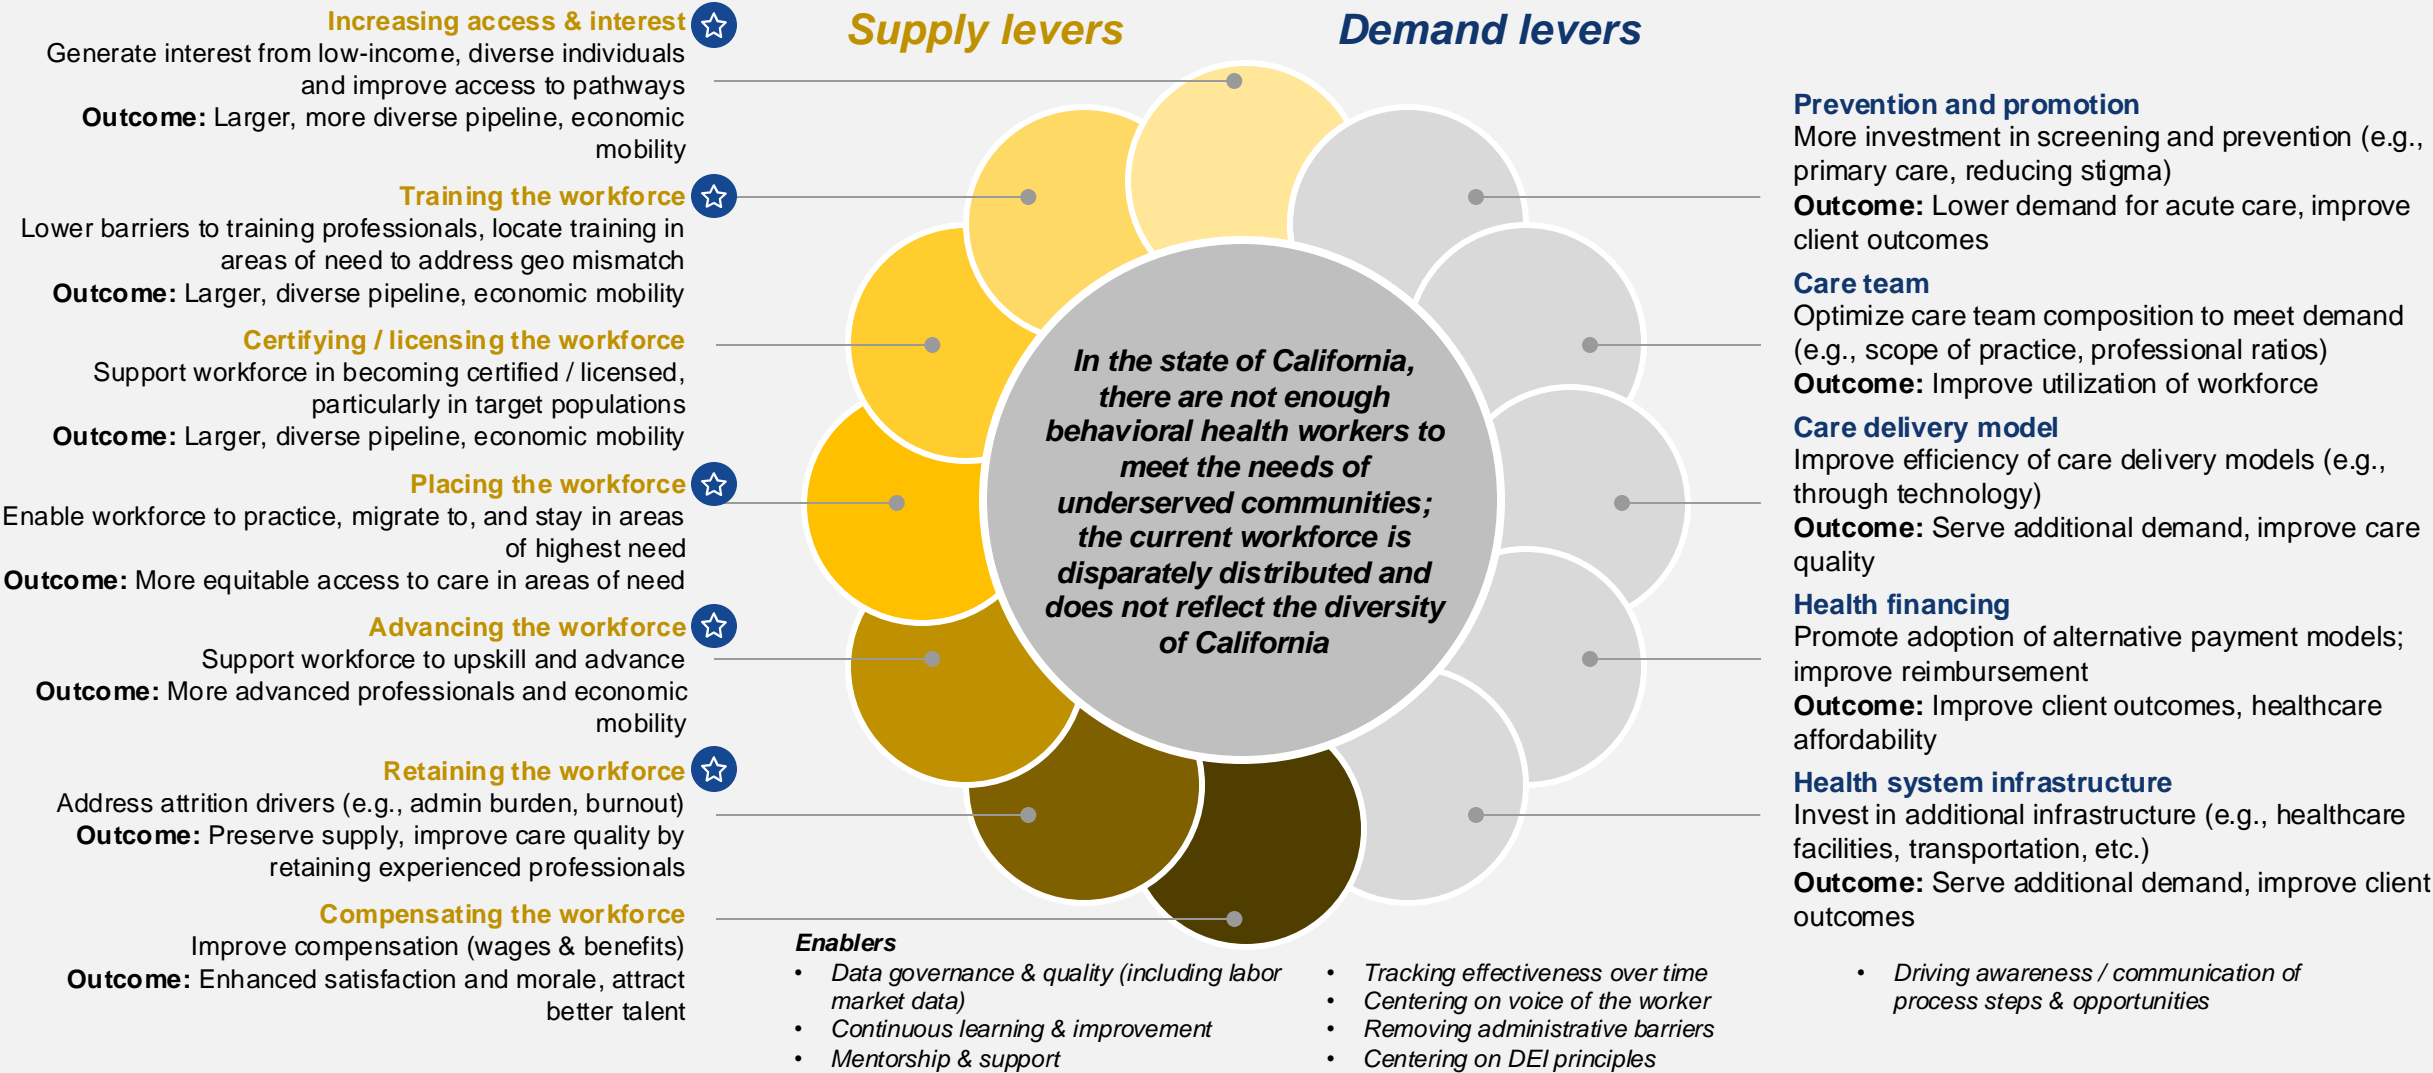 Supply levers
Demand levers
Increasing access & interest
Generate interest from low-income, diverse individuals
and improve access to pathways
Outcome: Larger, more diverse pipeline, economic
mobility
Training the workforce
Lower barriers to training professionals, locate training in
areas of need to address geo mismatch
Outcome: Larger, diverse pipeline, economic mobility
Certifying / licensing the workforce
Support workforce in becoming certified / licensed,
particularly in target populations
Outcome: Larger, diverse pipeline, economic mobility
Placing the workforce
Enable workforce to practice, migrate to, and stay in areas
of highest need
Outcome: More equitable access to care in areas of need
Advancing the workforce
Support workforce to upskill and advance
Outcome: More advanced professionals and economic
mobility
Retaining the workforce
Address attrition drivers (e.g., admin burden, burnout)
Outcome: Preserve supply, improve care quality by
retaining experienced professionals
Compensating the workforce
Improve compensation (wages & benefits)
Outcome: Enhanced satisfaction and morale, attract
better talent
In the state of California,
there are not enough
behavioral health workers to
meet the needs of
underserved communities;
the current workforce is
disparately distributed and
does not reflect the diversity
of California
Prevention and promotion
More investment in screening and prevention (e.g.,
primary care, reducing stigma)
Outcome: Lower demand for acute care, improve
client outcomes
Care team
Optimize care team composition to meet demand
(e.g., scope of practice, professional ratios)
Outcome: Improve utilization of workforce
Care delivery model
Improve efficiency of care delivery models (e.g.,
through technology)
Outcome: Serve additional demand, improve care
quality
Health financing
Promote adoption of alternative payment models;
improve reimbursement
Outcome: Improve client outcomes, healthcare
affordability
Health system infrastructure
Invest in additional infrastructure (e.g., healthcare
facilities, transportation, etc.)
Outcome: Serve additional demand, improve client
outcomes
Enablers
• Data governance & quality (including labor
market data)
• Continuous learning & improvement
• Mentorship & support
• Tracking effectiveness over time
• Centering on voice of the worker
• Removing administrative barriers
• Centering on DEI principles
• Driving awareness / communication of
process steps & opportunities